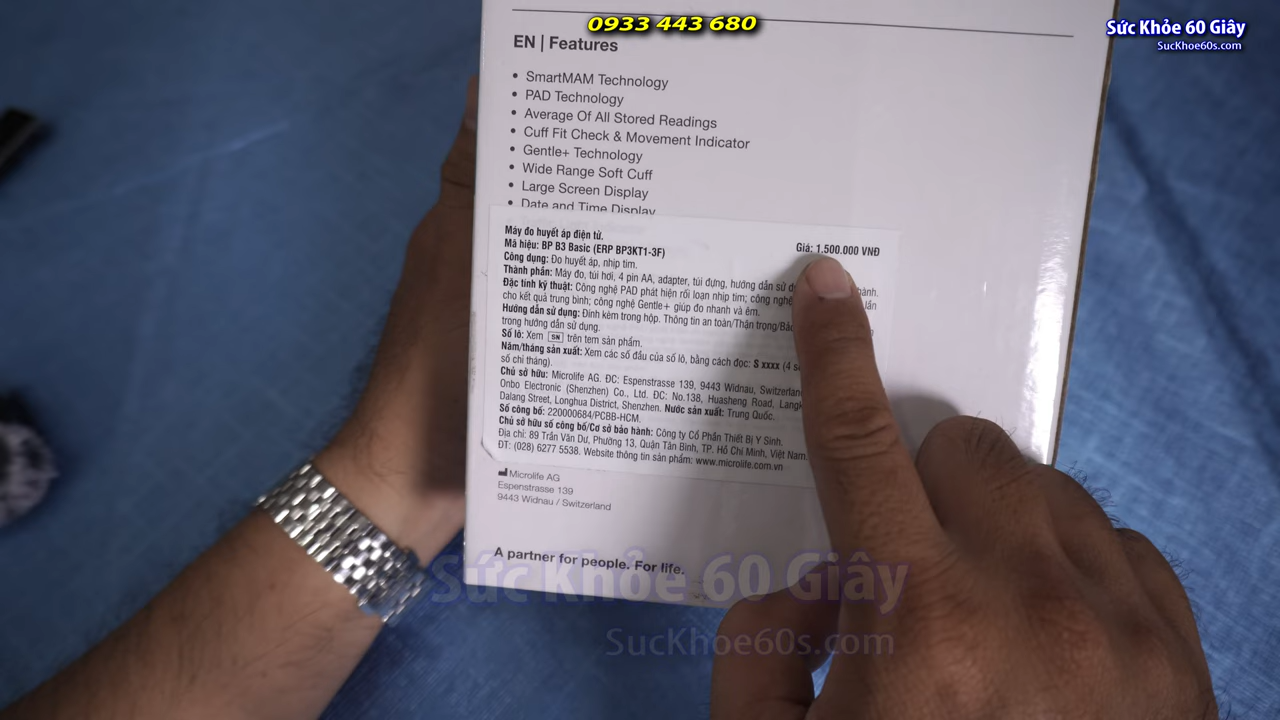 0933 443 680
Sức Khỏe 60 Giây
SucKhoe60s.com
EN | Features
• SmartMAM Technology
• PAD Technology
• Average Of All Stored Readings
• Cuff Fit Check & Movement Indicator
• Gentle+ Technology
• Wide Range Soft Cuff
• Large Screen Display
• Date and Time Display
Máy đo huyết áp điện tử.
Giá: 1.500.000 VNĐ
Mã hiệu: BP B3 Basic (ERP BP3KT1-3F)
Công dụng: Đo huyết áp, nhịp tim.
Thành phần: Máy đo, túi hơi, 4 pin AA, adapter, túi đựng, hướng dẫn sử
Đặc tính kỹ thuật: Công nghệ PAD phát hiện rối loạn nhịp tim; công nghệ lần
cho kết quả trung bình; công nghệ Gentle+ giúp đo nhanh và êm.
Hướng dẫn sử dụng: Đính kèm trong hộp. Thông tin an toàn/Thận trọng/
trong hướng dẫn sử dụng.
Số lô: Xem SN trên tem sản phẩm.
Năm/tháng sản xuất: Xem các số đầu của số lô, bằng cách đọc: S xxxx (4
số chỉ tháng).
Chủ sở hữu: Microlife AG. ĐC: Espenstrasse 139, 9443 Widnau,
Onbo Electronic (Shenzhen) Co., Ltd. ĐC: No.138, Huasheng Road,
Dalang Street, Longhua District, Shenzhen. Nước sản xuất: Trung Quốc.
Số công bố: 220000684/PCBB-HCM.
Chủ sở hữu số công bố/Cơ sở bảo hành: Công ty Cổ Phần Thiết Bị Y Sinh.
Địa chỉ: 89 Trần Văn Dư, Phường 13, Quận Tân Bình, TP. Hồ Chí Minh, Việt Nam.
ĐT: (028) 6277 5538. Website thông tin sản phẩm: www.microlife.com.vn
Microlife AG
Espenstrasse 139
9443 Widnau / Switzerland
A partner for people. For life.
Sức Khỏe 60 Giây
SucKhoe60s.com